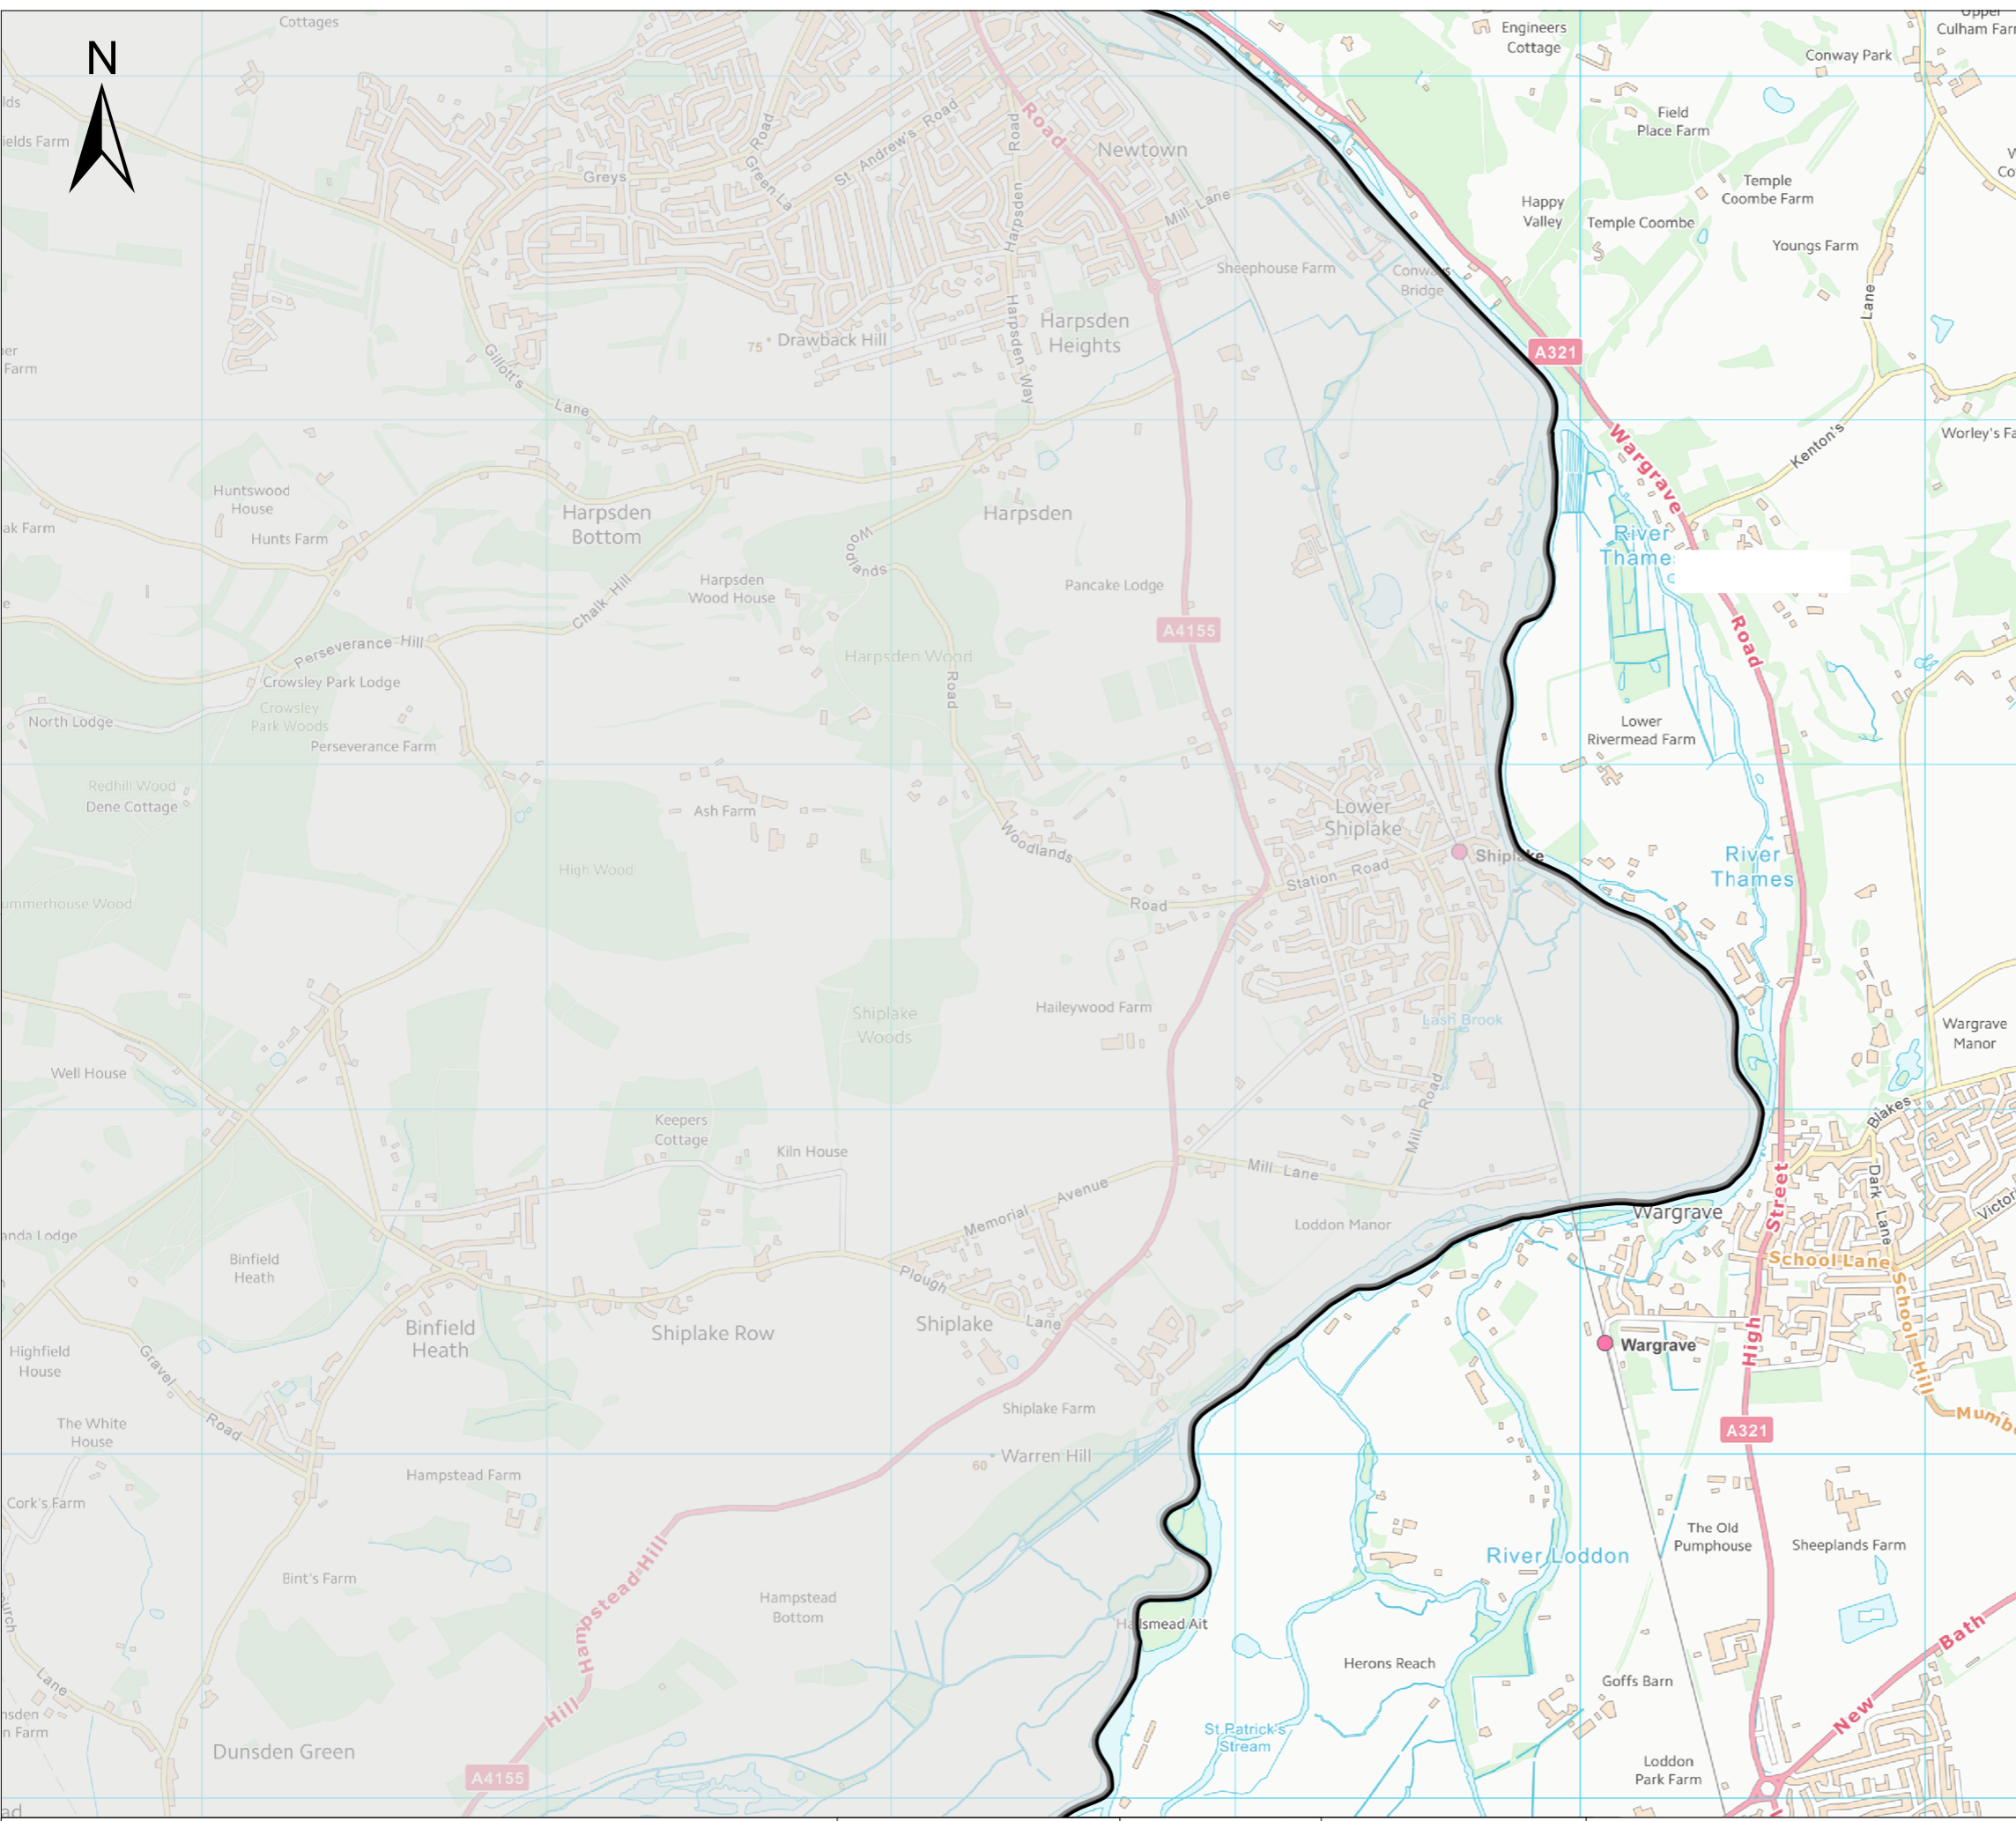 Cottages
N
Engineers
Cottage
Culham Farm
Conway Park
Field
Place Farm
Road
Newtown
Road
St Andrew's Road
Green La
Greys
Road
Mill Lane
Harpsden
Happy
Valley
Temple Coombe
Temple
Coombe Farm
Youngs Farm
Sheephouse Farm
Conways
Bridge
Lane
Harpsden
Heights
75
Drawback Hill
Harpsden Way
Farm
Gillott's
Lane
A321
Wargrave
Kenton's
Huntswood
House
Hunts Farm
Harpsden
Bottom
Harpsden
Woodlands
Road
River
Thame
Chalk Hill
Harpsden
Wood House
Pancake Lodge
A4155
Road
Perseverance Hill
Harpsden Wood
Crowsley Park Lodge
Crowsley
Park Woods
North Lodge
Perseverance Farm
Lower
Rivermead Farm
Redhill Wood
Dene Cottage
Ash Farm
Lower
Shiplake
Shiplake
Station Road
Woodlands
Road
High Wood
River
Thames
ummerhouse Wood
Haileywood Farm
Shiplake
Woods
Lash Brook
Wargrave
Manor
Well House
Keepers
Cottage
Kiln House
Mill Road
Mill Lane
Blakes
Dark Lane
Memorial Avenue
Loddon Manor
Wargrave
High Street
School Lane
School Hill
Binfield
Heath
Plough
Lane
Shiplake
Shiplake Row
Binfield
Heath
Wargrave
Highfield
House
Gravel
Road
Shiplake Farm
A321
The White
House
60
Warren Hill
Hampstead Farm
Cork's Farm
The Old
Pumphouse
Sheeplands Farm
River Loddon
Hampstead Hill
Bint's Farm
Hampstead
Bottom
Hallsmead Ait
Herons Reach
Goffs Barn
New Bath
Lane
n Farm
Hill
St Patrick's
Stream
Dunsden Green
A4155
Loddon
Park Farm